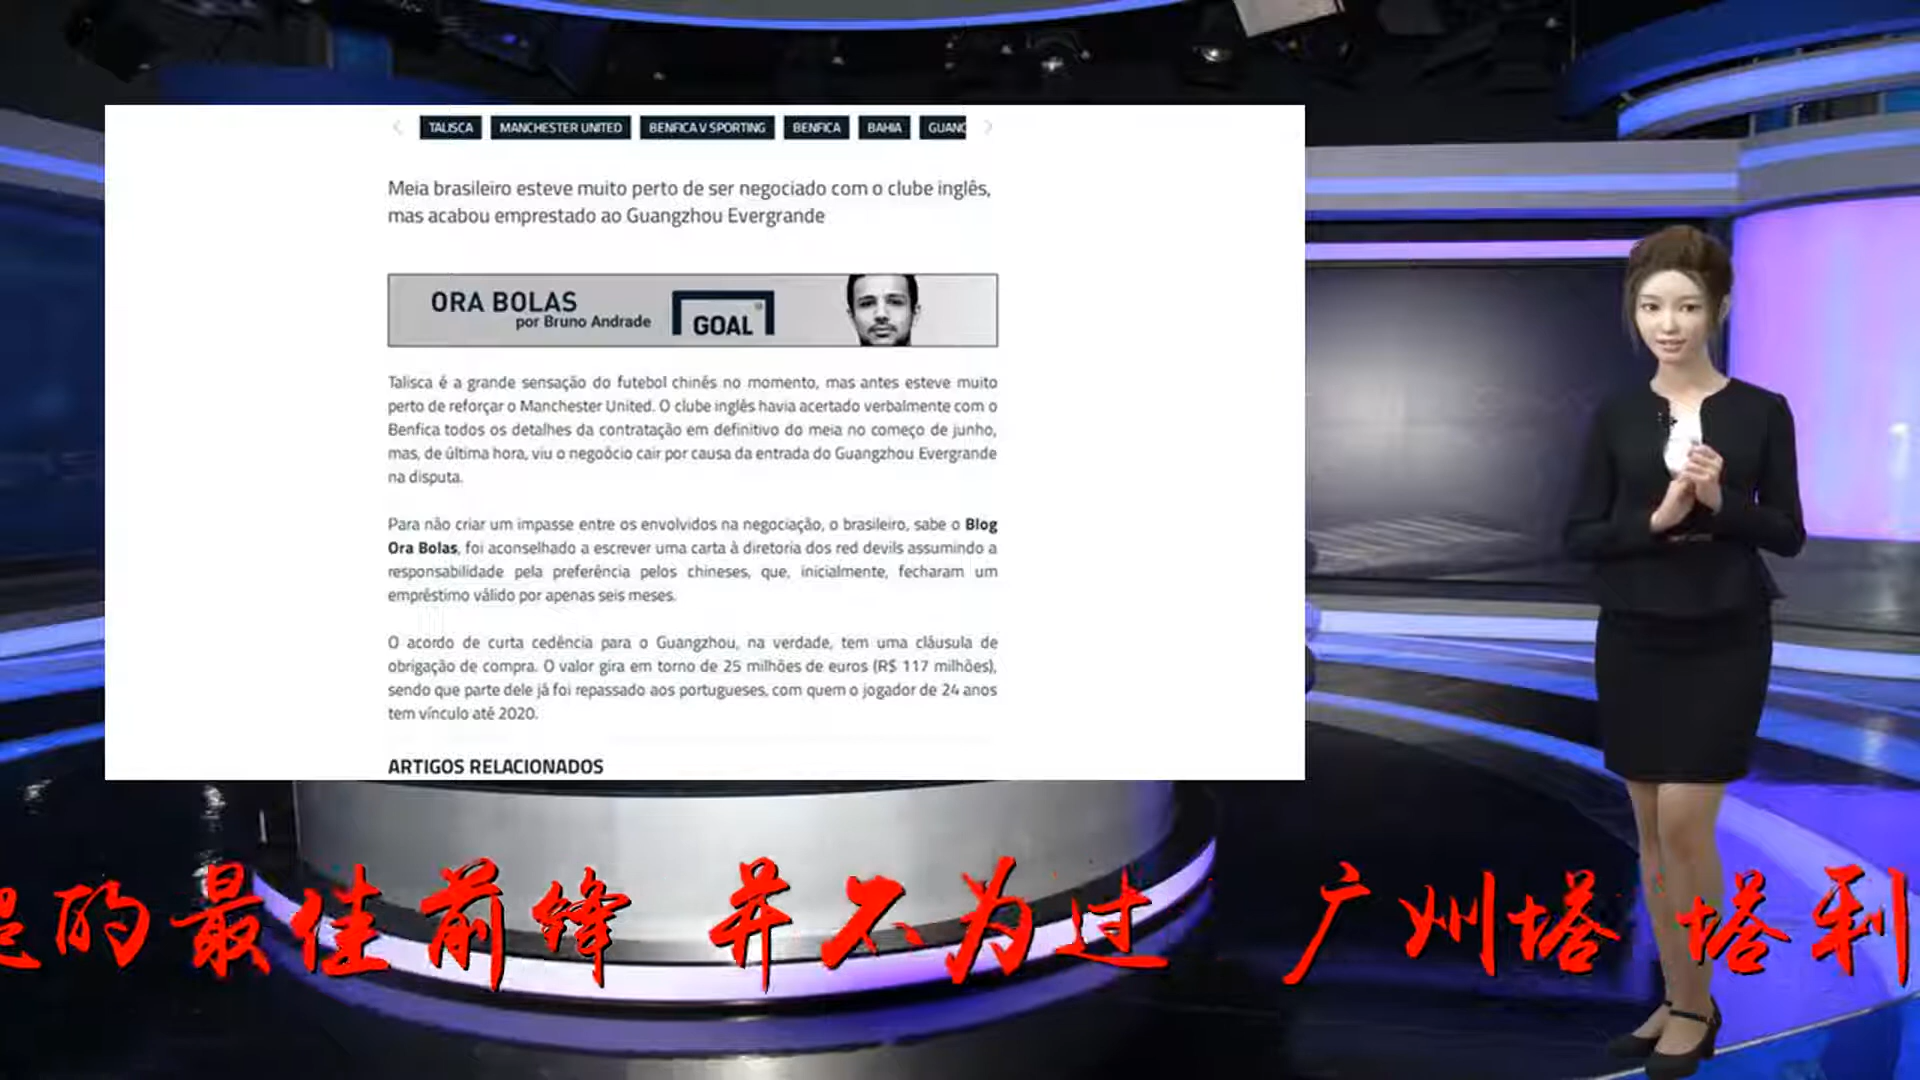 TALISCA MANCHESTER UNITED BENFICA V SPORTING BENFICA BAHIA GUANG
Meia brasileiro esteve muito perto de ser negociado com o clube inglês,
mas acabou emprestado ao Guangzhou Evergrande
ORA BOLAS
por Bruno Andrade
GOAL
Talisca é a grande sensação do futebol chinês no momento, mas antes esteve muito
perto de reforçar o Manchester United. O clube inglês havia acertado verbalmente com o
Benfica todos os detalhes da contratação em definitivo do meia no começo de junho,
mas, de última hora, viu o negoócio cair por causa da entrada do Guangzhou Evergrande
na disputa.
Para não criar um impasse entre os envolvidos na negociação, o brasileiro, sabe o Blog
Ora Bolas, foi aconselhado a escrever uma carta à diretoria dos red devils assumindo a
responsabilidade pela preferência pelos chineses, que, inicialmente, fecharam um
empréstimo válido por apenas seis meses.
O acordo de curta cedência para o Guangzhou, na verdade, tem uma cláusula de
obrigação de compra. O valor gira em torno de 25 milhões de euros (R$ 117 milhões),
sendo que parte dele já foi repassado aos portugueses, com quem o jogador de 24 anos
tem vínculo até 2020.
ARTIGOS RELACIONADOS
的最佳前锋 并不为过 广州塔 塔利